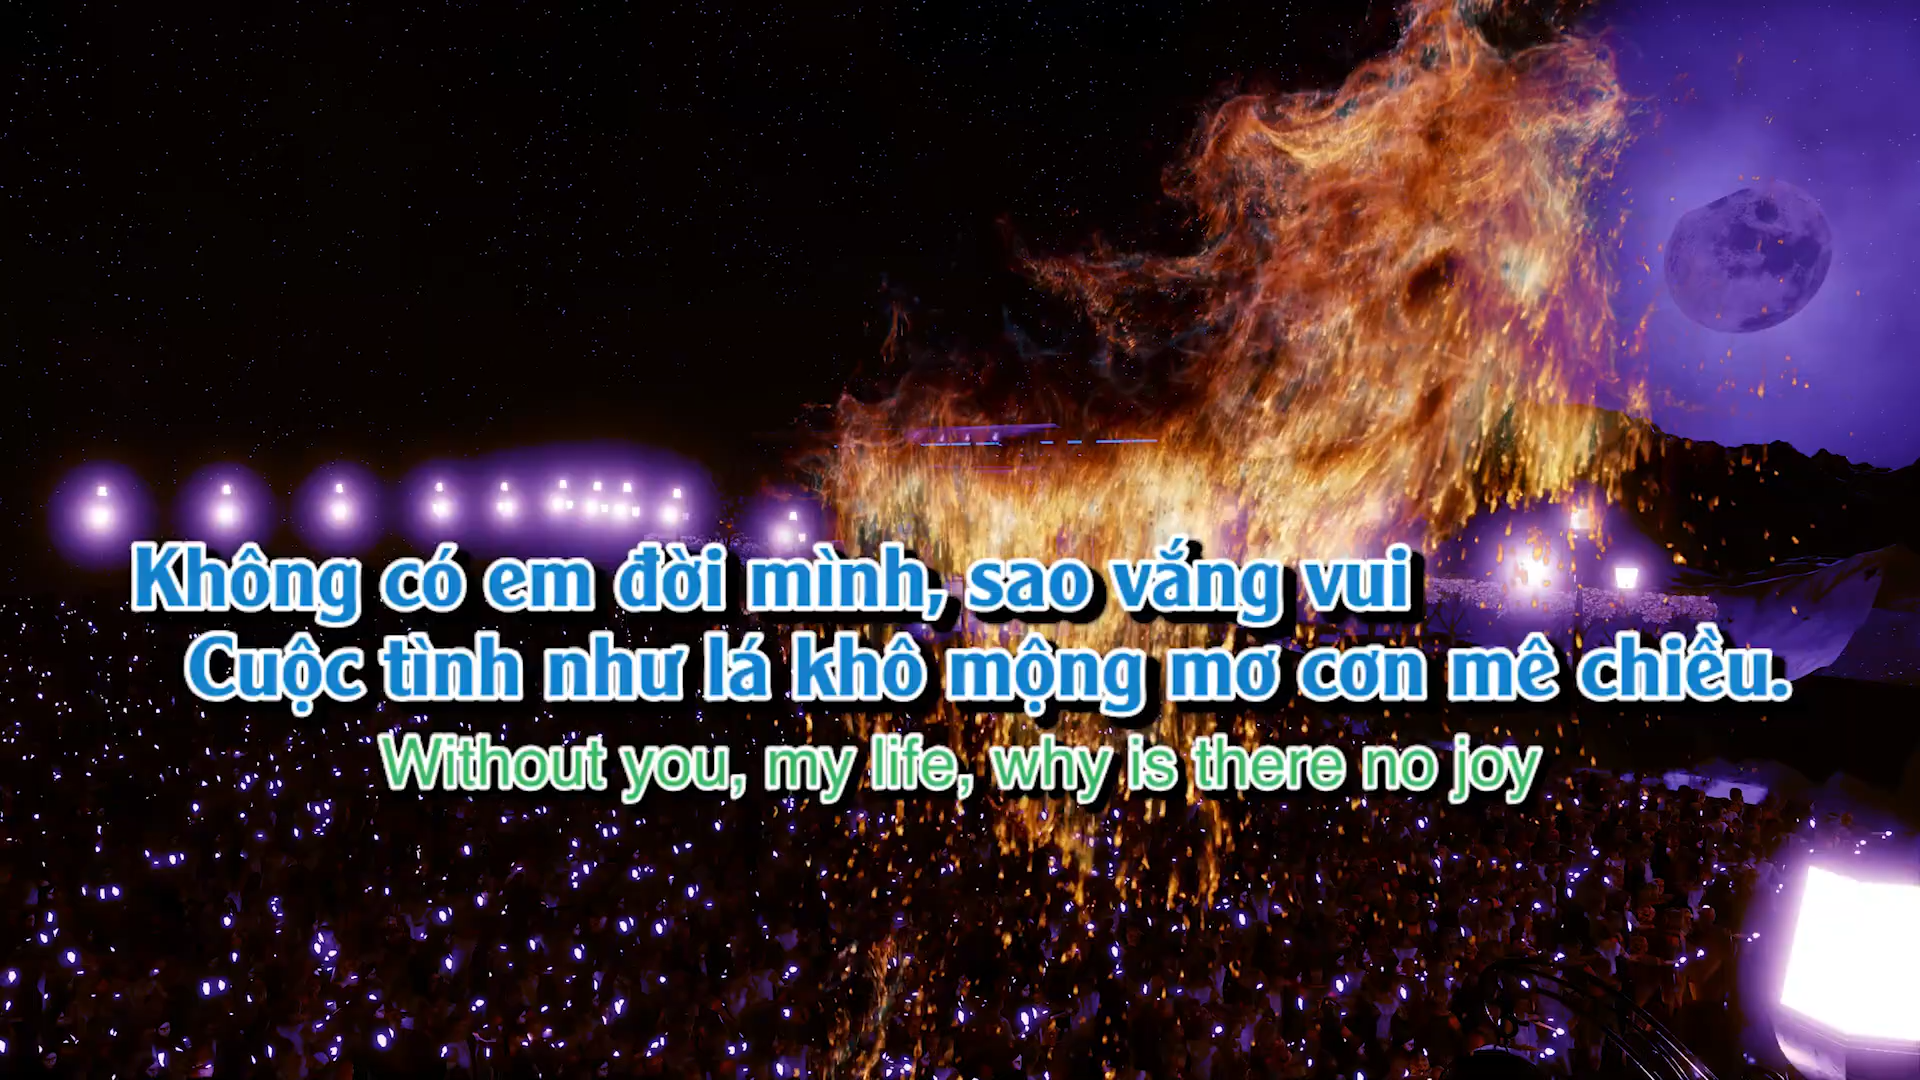 Không có em đời mình, sao vắng vui
Cuộc tình như lá khô mộng mơ cơn mê chiều.
Without you, my life, why is there no joy